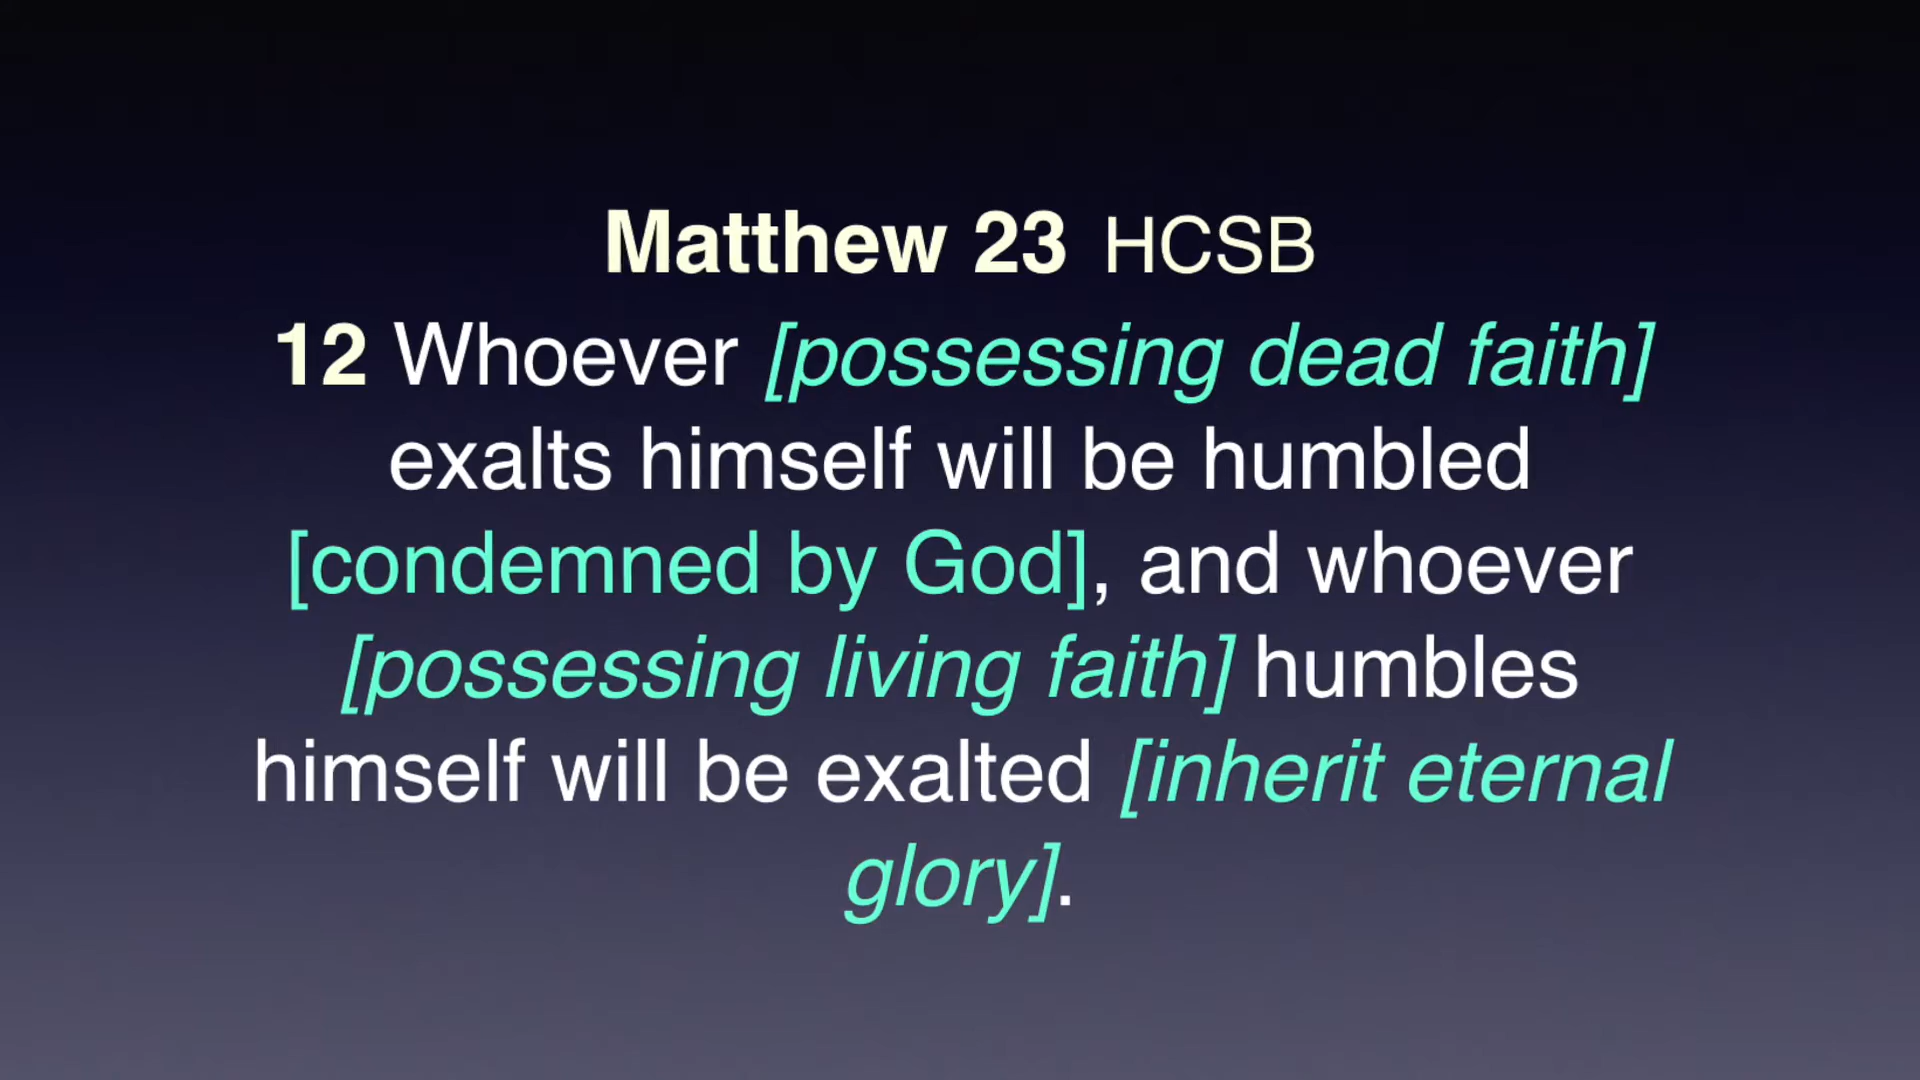 Matthew 23 HCSB
12 Whoever [possessing dead faith]
exalts himself will be humbled
[condemned by God], and whoever
[possessing living faith] humbles
himself will be exalted [inherit eternal
glory].